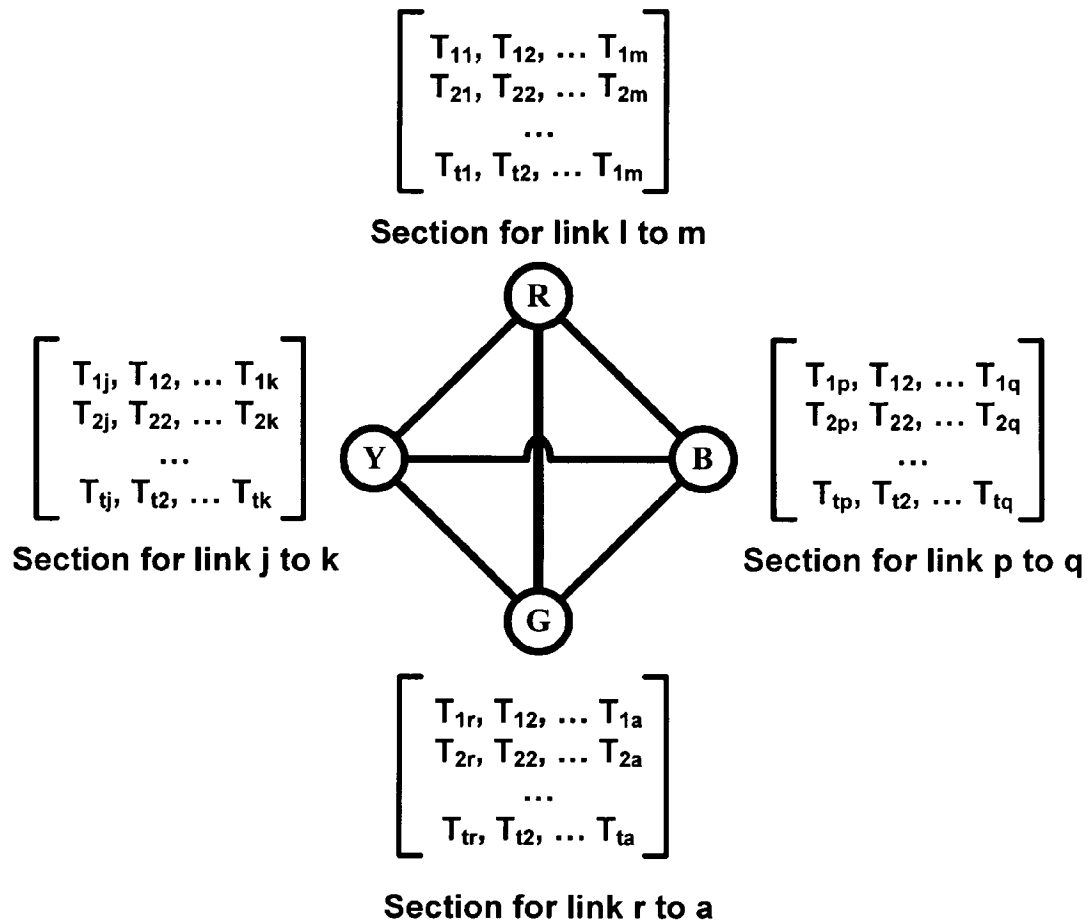 T11, T12, ... T1m
T21, T22, ... T2m
...
Tt1, Tt2, ... T1m
Section for link l to m
R
T1j, T12, ... T1k
T2j, T22, ... T2k
...
Ttj, Tt2, ... Ttk
Section for link j to k
Y
B
T1p, T12, ... T1q
T2p, T22, ... T2q
...
Ttp, Tt2, ... Ttq
Section for link p to q
G
T1r, T12, ... T1a
T2r, T22, ... T2a
...
Ttr, Tt2, ... Tta
Section for link r to a